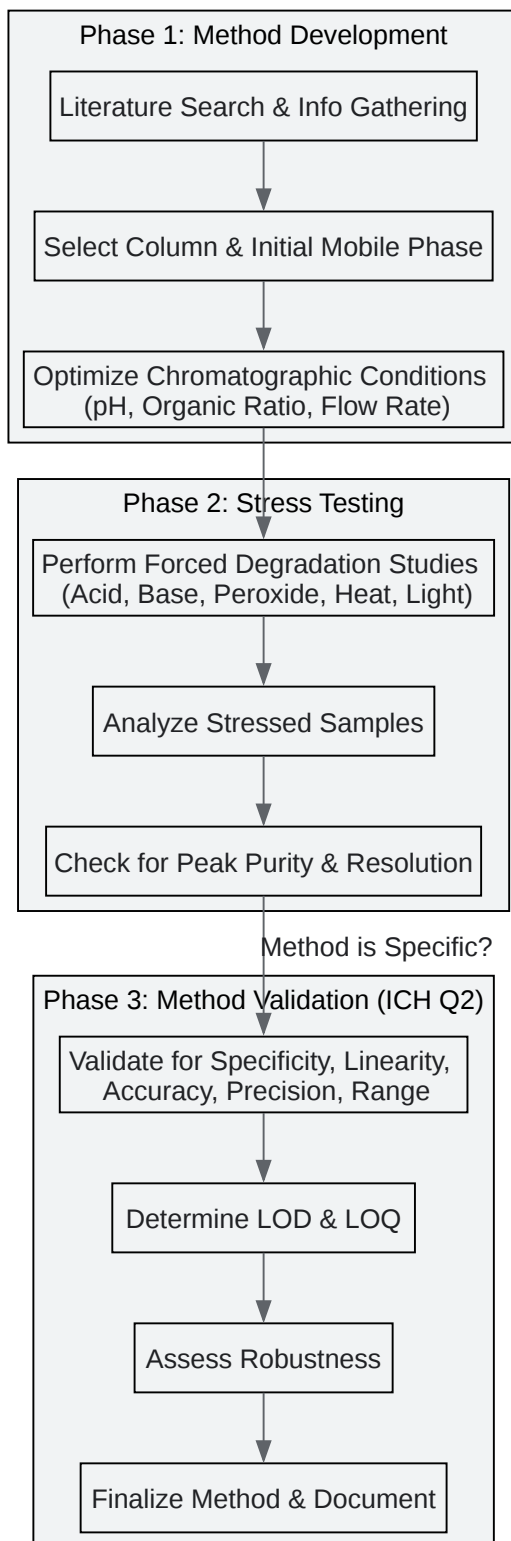 Phase 1: Method Development
Literature Search & Info Gathering
Select Column & Initial Mobile Phase
Optimize Chromatographic Conditions
(pH, Organic Ratio, Flow Rate)
Phase 2: Stress Testing
Perform Forced Degradation Studies
(Acid, Base, Peroxide, Heat, Light)
Analyze Stressed Samples
Check for Peak Purity & Resolution
Method is Specific?
Phase 3: Method Validation (ICH Q2)
Validate for Specificity, Linearity,
Accuracy, Precision, Range
Determine LOD & LOQ
Assess Robustness
Finalize Method & Document